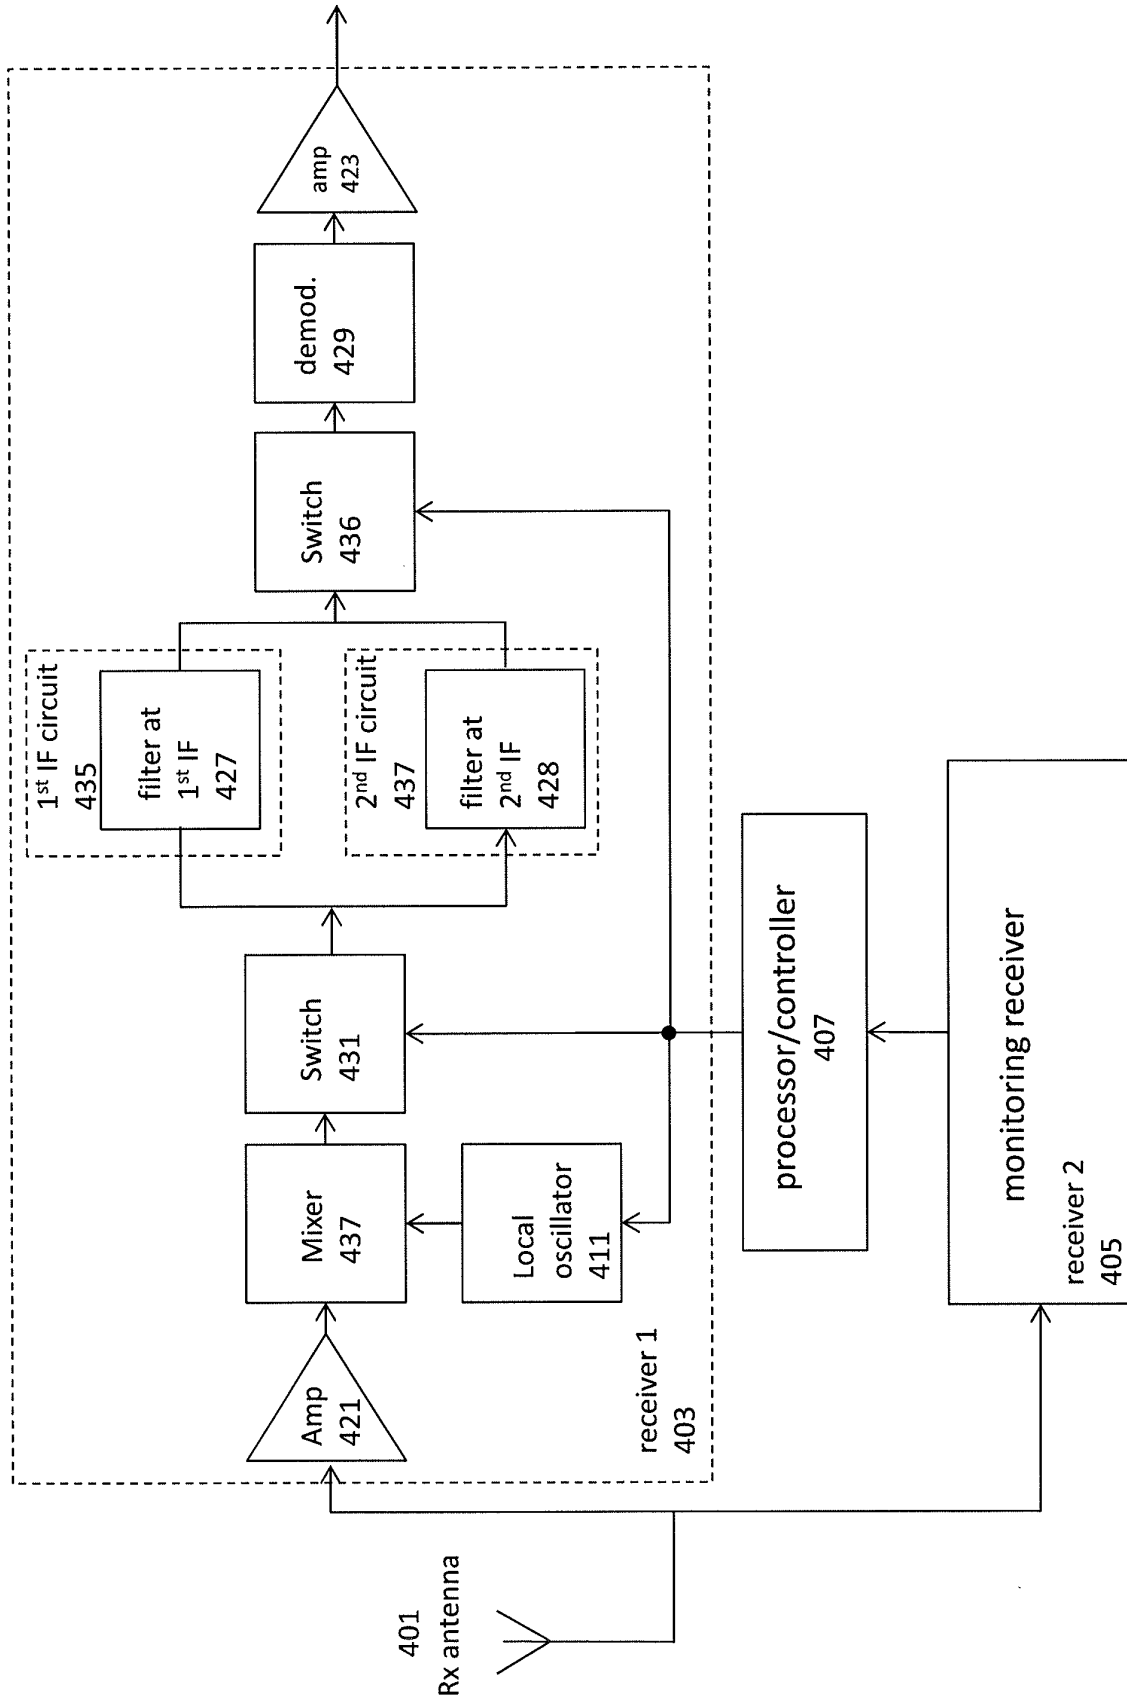 401
Rx antenna
Amp
421
Mixer
437
Local
oscillator
411
Switch
431
1st IF circuit
435
filter at
1st IF
427
2nd IF circuit
437
filter at
2nd IF
428
Switch
436
demod.
429
amp
423
receiver 1
403
processor/controller
407
monitoring receiver
receiver 2
405